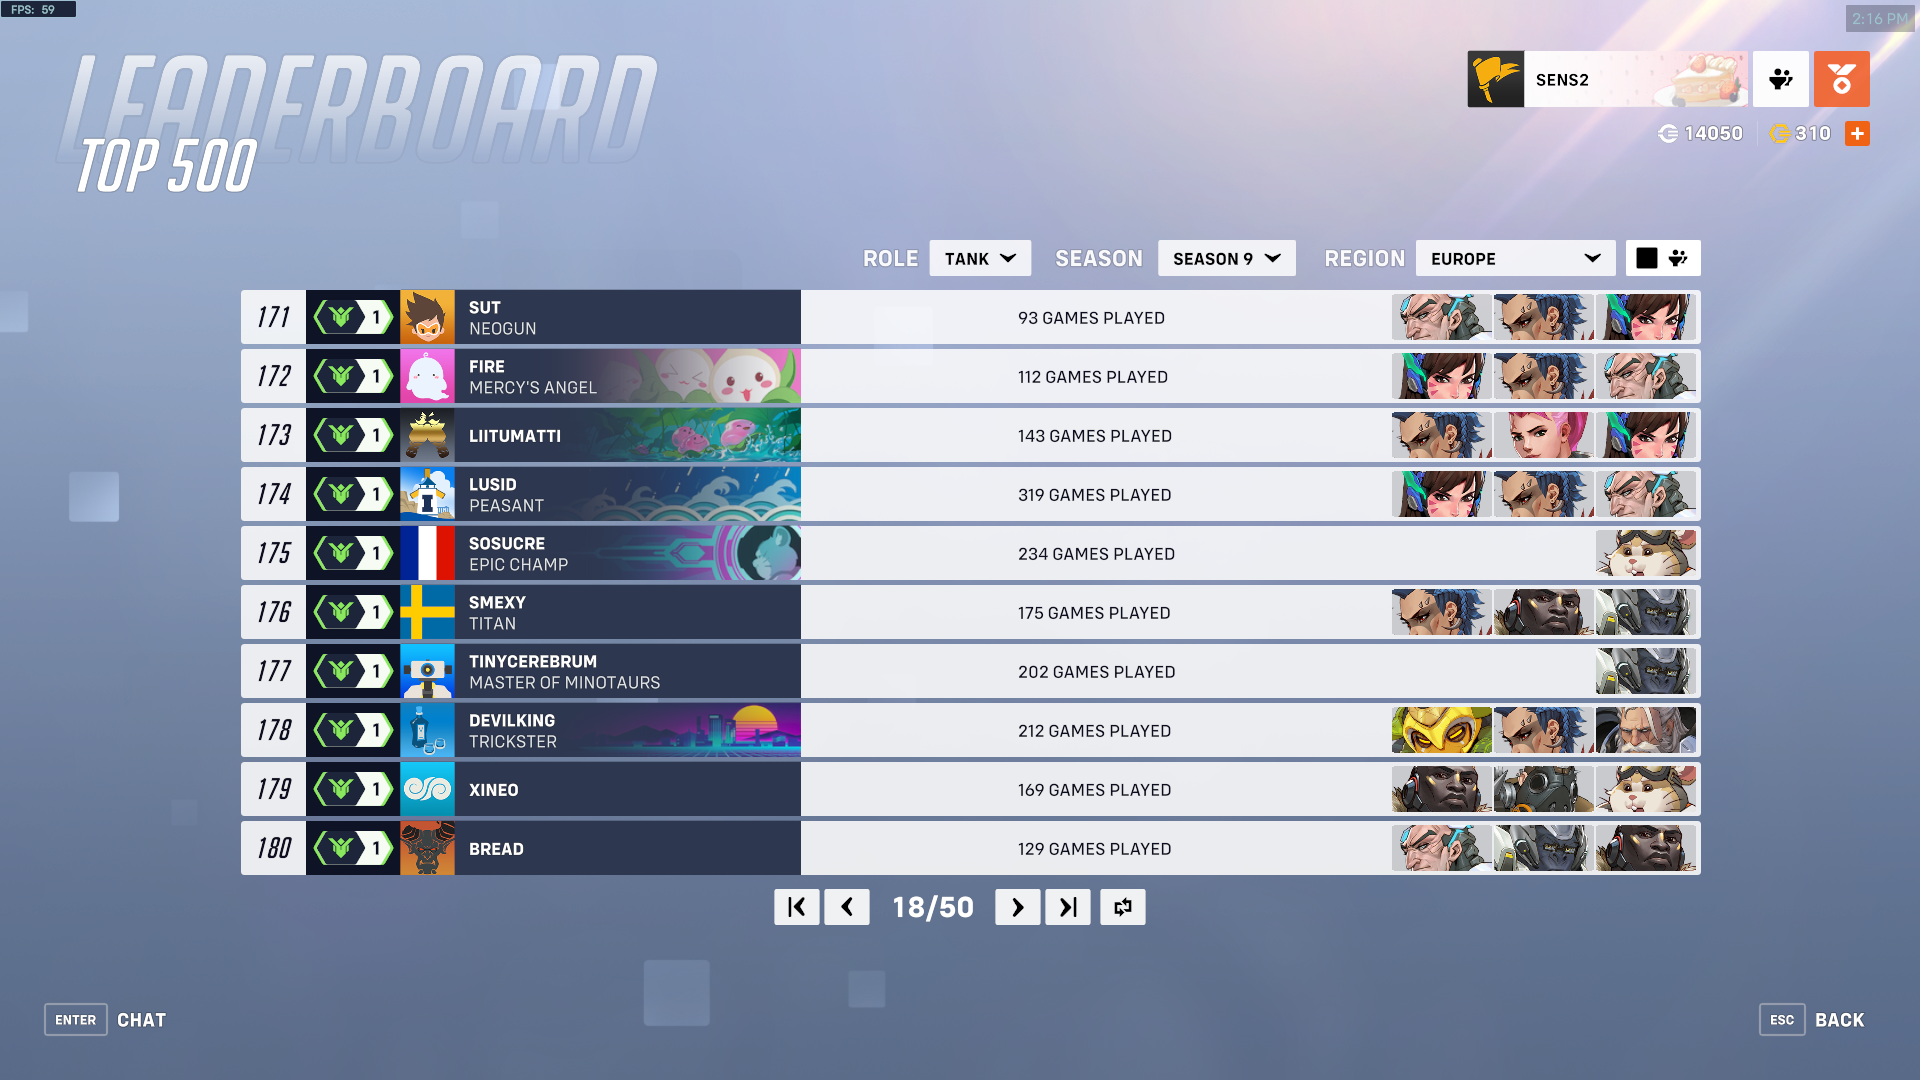 FPS: 59
2:16 PM
LEADERBOARD
TOP 500
SENS2
14050
310
ROLE TANK SEASON SEASON 9 REGION EUROPE
171 1 SUT NEOGUN 93 GAMES PLAYED
172 1 FIRE MERCY'S ANGEL 112 GAMES PLAYED
173 1 LIITUMATTI 143 GAMES PLAYED
174 1 LUSID PEASANT 319 GAMES PLAYED
175 1 SOSUCRE EPIC CHAMP 234 GAMES PLAYED
176 1 SMEXY TITAN 175 GAMES PLAYED
177 1 TINYCEREBRUM MASTER OF MINOTAURS 202 GAMES PLAYED
178 1 DEVILKING TRICKSTER 212 GAMES PLAYED
179 1 XINEO 169 GAMES PLAYED
180 1 BREAD 129 GAMES PLAYED
18/50
ENTER CHAT
ESC BACK